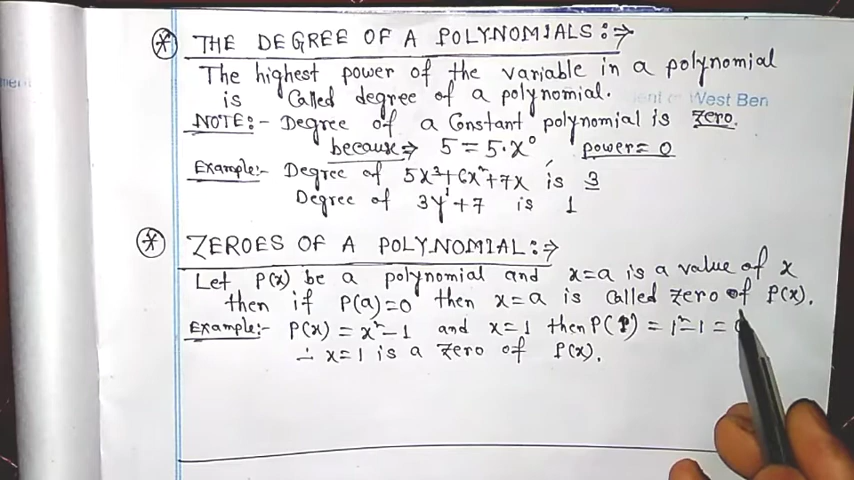 * THE DEGREE OF A POLYNOMIALS:⇒
The highest power of the variable in a polynomial
is Called degree of a polynomial.
West Ben
NOTE:- Degree of a Constant polynomial is zero.
because⇒ 5 = 5·x⁰, power=0
Example:- Degree of 5x³+6x²+7x is 3
Degree of 3y¹+7 is 1
* ZEROES OF A POLYNOMIAL:⇒
Let P(x) be a polynomial and x=a is a value of x
then if P(a)=0 then x=a is called zero of P(x).
Example:- P(x) = x²-1 and x=1 then P(1) = 1²-1 = 0
∴ x=1 is a zero of P(x).